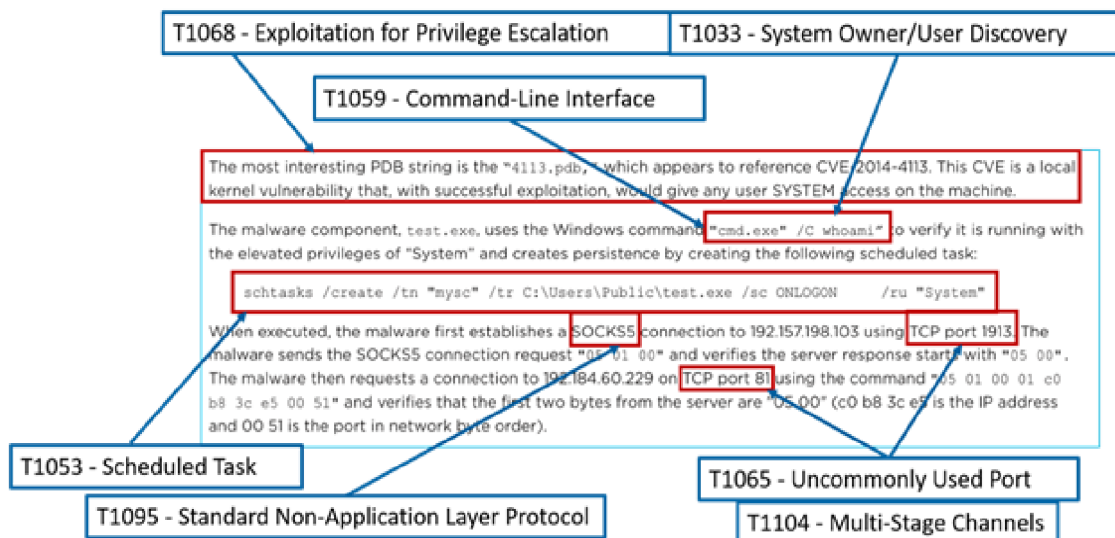 T1068 - Exploitation for Privilege Escalation
T1033 - System Owner/User Discovery
T1059 - Command-Line Interface
The most interesting PDB string is the "4113.pdb," which appears to reference CVE-2014-4113. This CVE is a local
kernel vulnerability that, with successful exploitation, would give any user SYSTEM access on the machine.
The malware component, test.exe, uses the Windows command "cmd.exe" /C whoami" to verify it is running with
the elevated privileges of "System" and creates persistence by creating the following scheduled task:
schtasks /create /tn "mysc" /tr C:\Users\Public\test.exe /sc ONLOGON /ru "System"
When executed, the malware first establishes a SOCKS5 connection to 192.157.198.103 using TCP port 1913. The
malware sends the SOCKS5 connection request "05 01 00" and verifies the server response starts with "05 00".
The malware then requests a connection to 192.184.60.229 on TCP port 81 using the command "05 01 00 01 c0
b8 3c e5 00 51" and verifies that the first two bytes from the server are "05 00" (c0 b8 3c e5 is the IP address
and 00 51 is the port in network byte order).
T1053 - Scheduled Task
T1065 - Uncommonly Used Port
T1095 - Standard Non-Application Layer Protocol
T1104 - Multi-Stage Channels